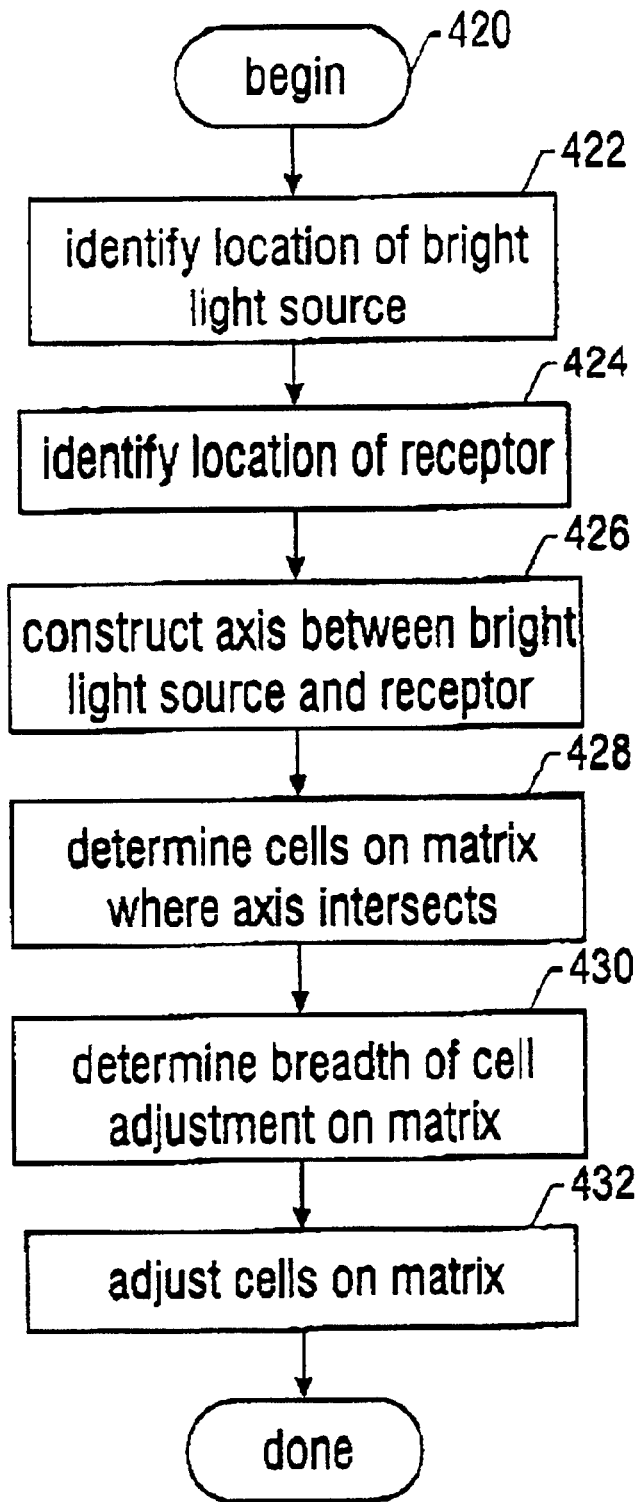 420
begin
422
identify location of bright
light source
424
identify location of receptor
426
construct axis between bright
light source and receptor
428
determine cells on matrix
where axis intersects
430
determine breadth of cell
adjustment on matrix
432
adjust cells on matrix
done